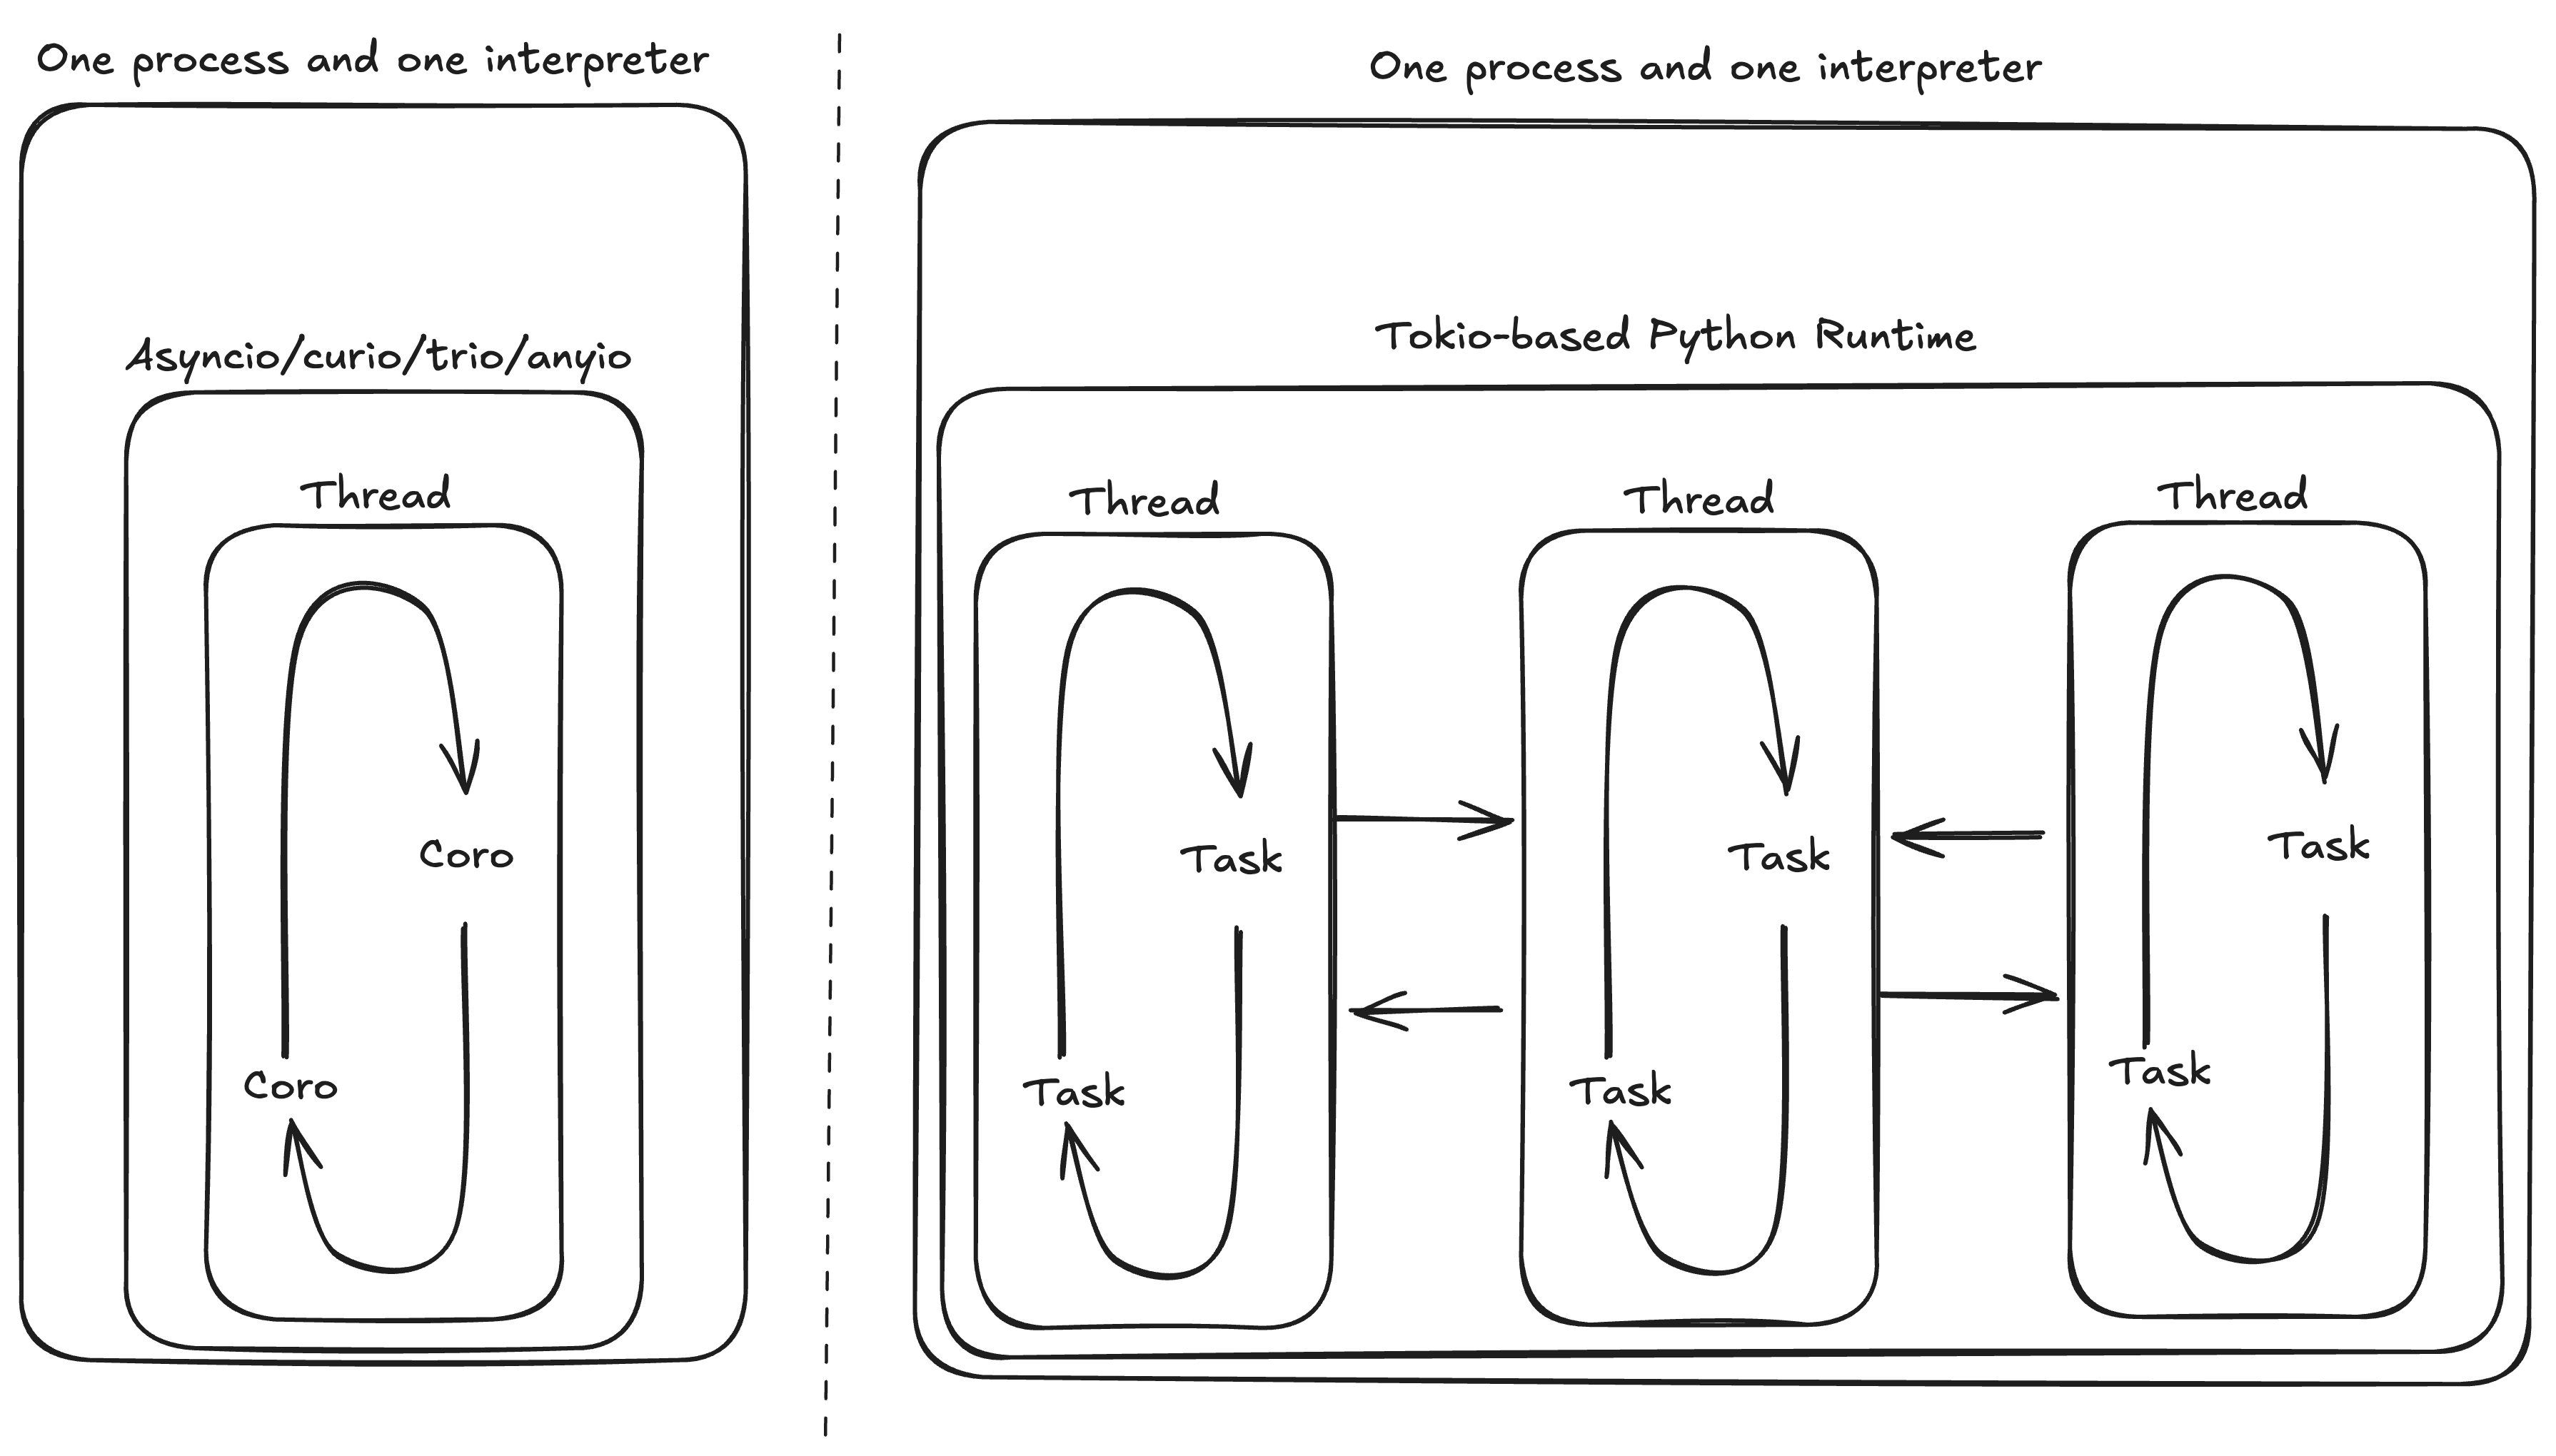 One process and one interpreter
Asyncio/curio/trio/anyio
Thread
Coro
Coro
One process and one interpreter
Tokio-based Python Runtime
Thread
Thread
Thread
Task
Task
Task
Task
Task
Task